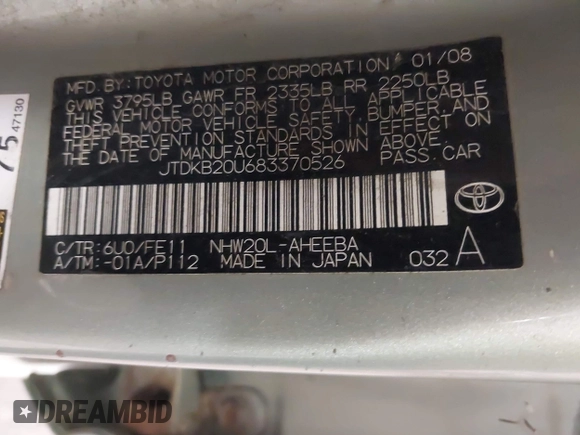 MFD. BY: TOYOTA MOTOR CORPORATION 01/08
GVWR 3795LB GAWR FR 2335LB RR 2250LB
THIS VEHICLE CONFORMS TO ALL APPLICABLE
FEDERAL MOTOR VEHICLE SAFETY, BUMPER, AND
THEFT PREVENTION STANDARDS IN EFFECT ON
THE DATE OF MANUFACTURE SHOWN ABOVE.
JTDKB20U683370526 PASS. CAR
C/TR: 6U0/FE11 NHW20L-AHEEBA
A/TM: -01A/P112 MADE IN JAPAN 032 A
75 47130
DREAMBID